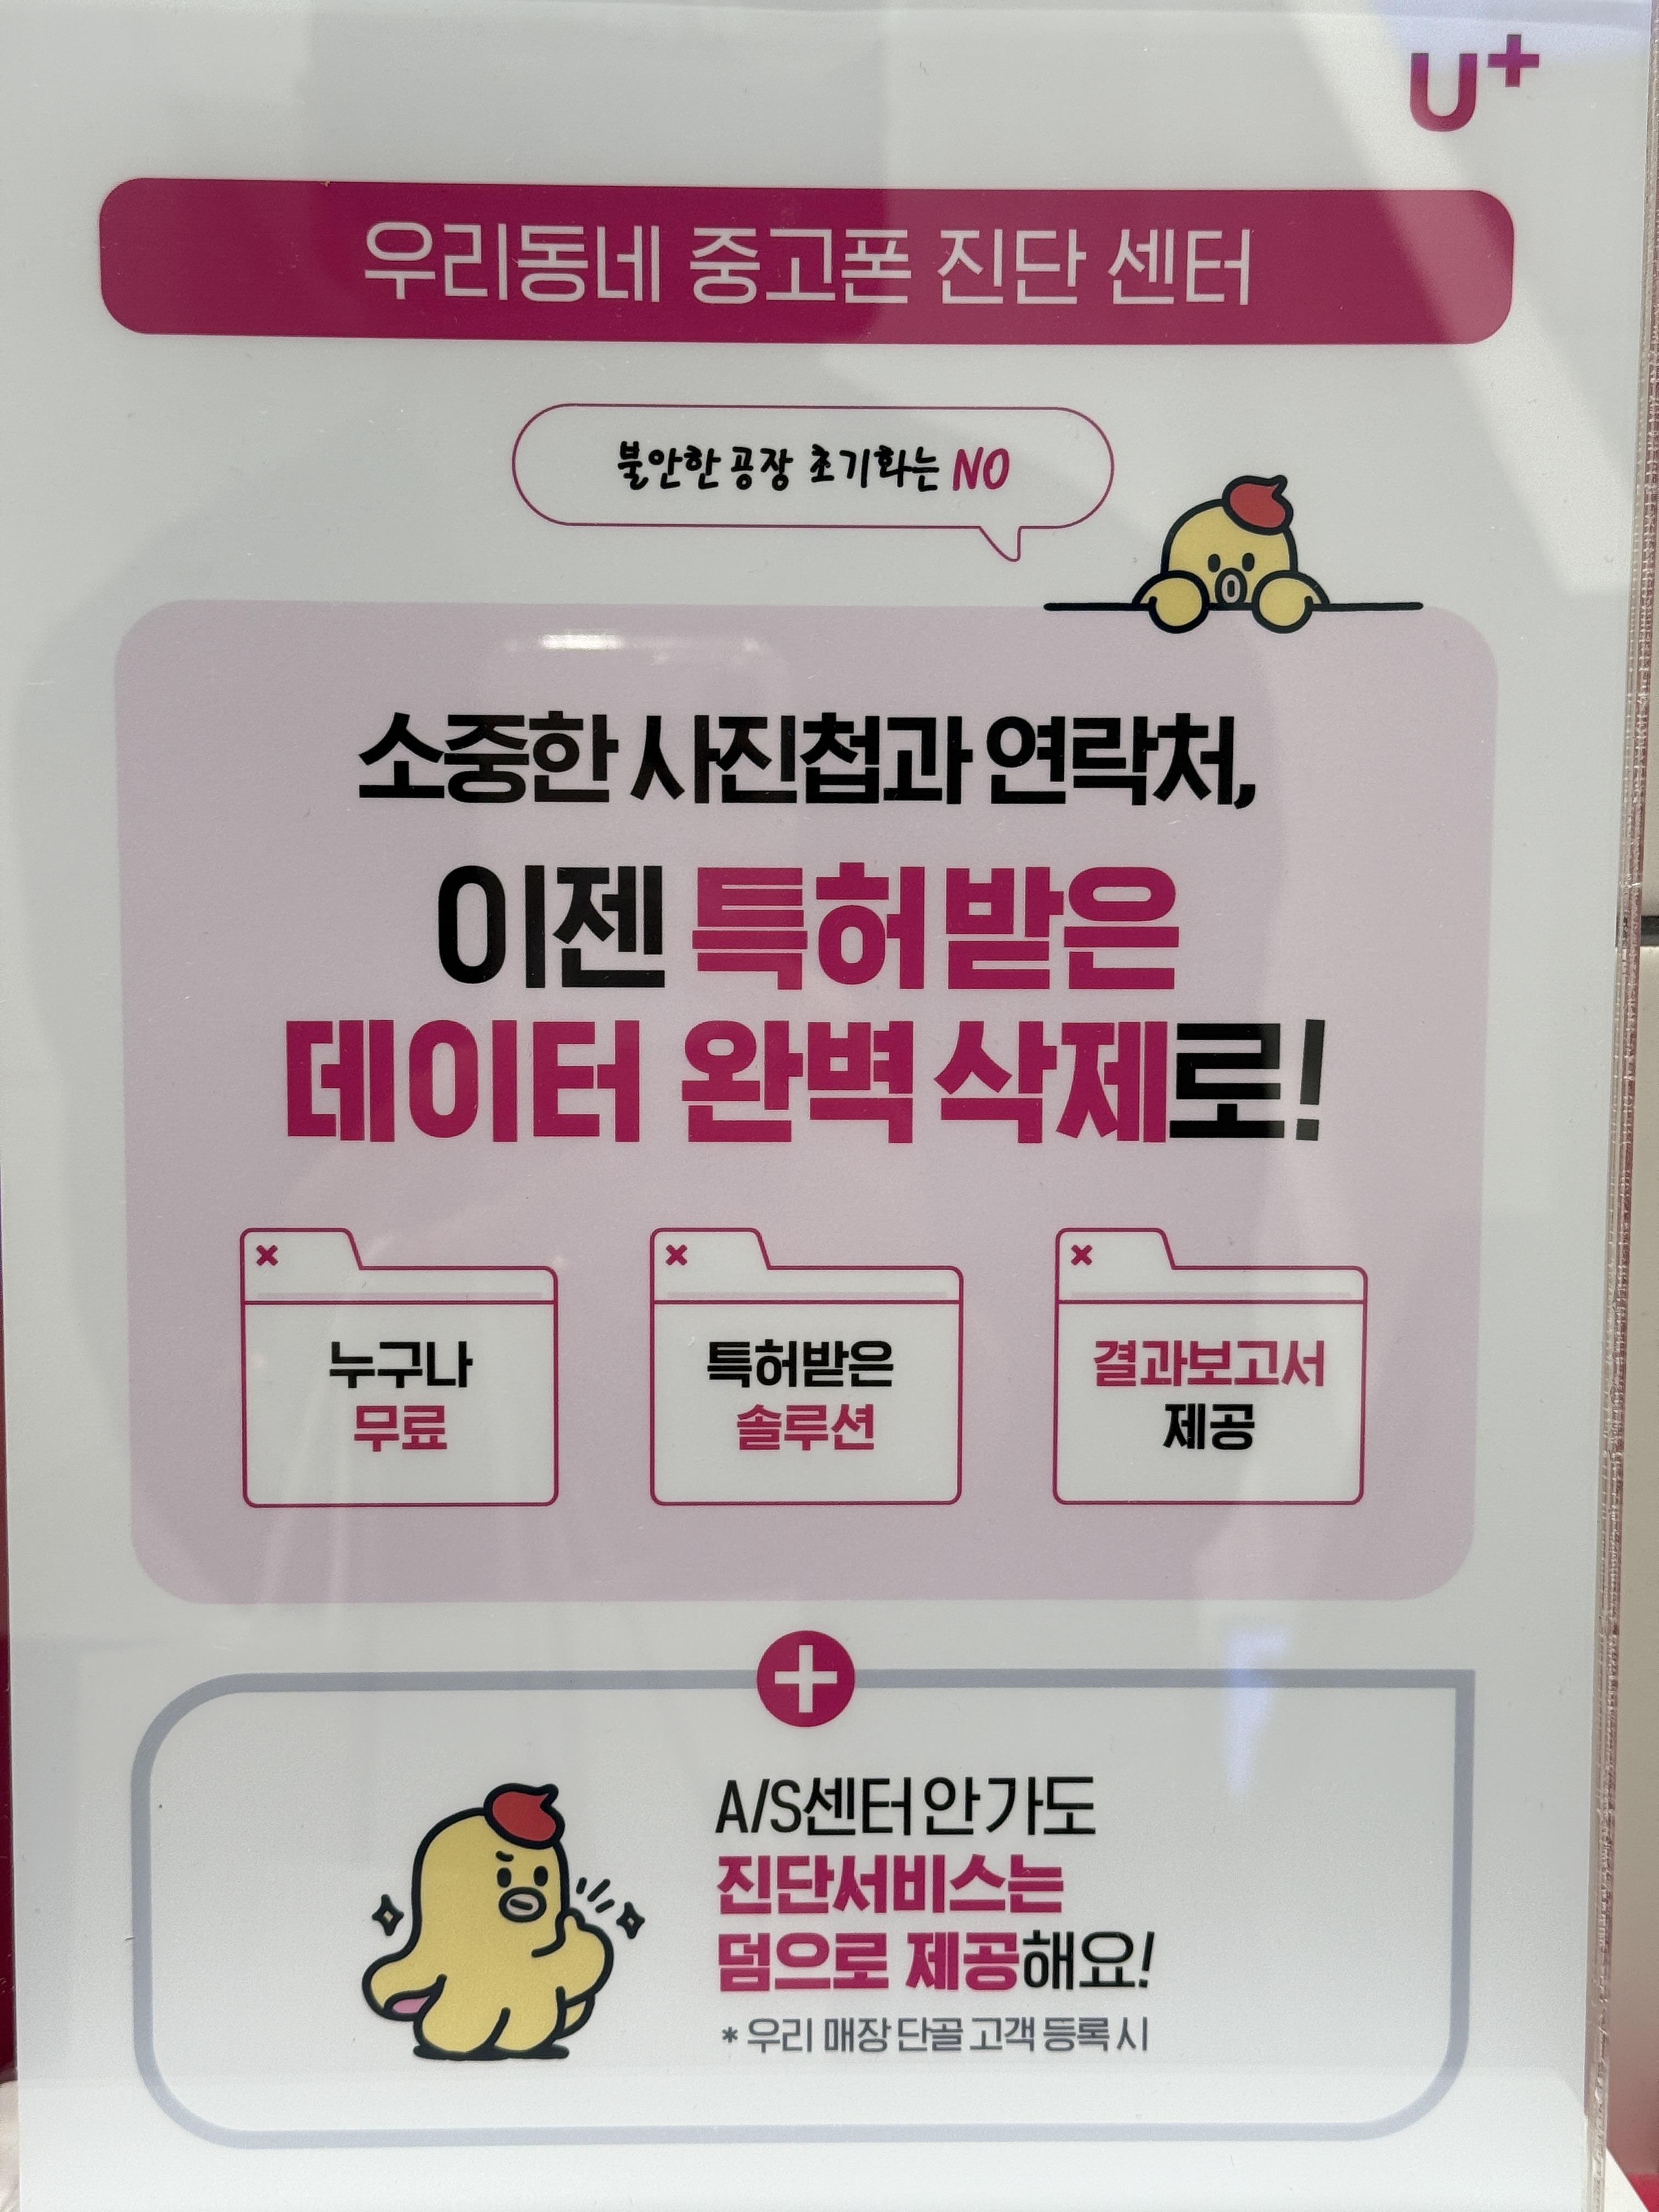 U+
우리동네 중고폰 진단 센터
불안한 공장 초기화는 NO
소중한 사진첩과 연락처,
이젠 특허받은
데이터 완벽 삭제로!
누구나
무료
특허받은
솔루션
결과보고서
제공
A/S센터 안 가도
진단서비스는
덤으로 제공해요!
* 우리 매장 단골 고객 등록 시